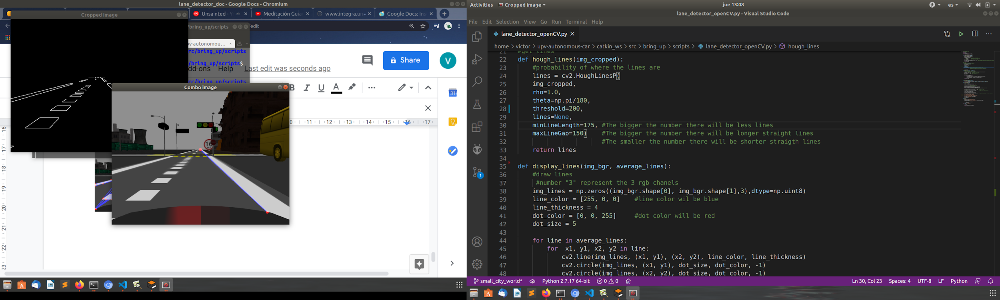 lane_detector_doc - Google Docs - Chromium
Cropped image
Unsainted - Y
Meditación Guia
www.integra.un
Google Docs: Ins
/bring_up/scripts
/edit
pv-autonomou...
rc/bring_up/scripts
/bring_up/scripts$
dd-ons Help Last edit was seconds ago
Share
V
Combo image
B I U A
31
0 11 12 13 14 15 16 17
16
17
18
19
20
21
22
23
16
Activities Cropped image jue 13:08 es
lane_detector_openCV.py - Visual Studio Code
File Edit Selection View Go Run Terminal Help
lane_detector_openCV.py
home > victor > upv-autonomous-car > catkin_ws > src > bring_up > scripts > lane_detector_openCV.py > hough_lines
21 #get lines
22 def hough_lines(img_cropped):
23 #probability of where the lines are
24 lines = cv2.HoughLinesP(
25 img_cropped,
26 rho=1.0,
27 theta=np.pi/180,
28 threshold=200,
29 lines=None,
30 minLineLength=175, #The bigger the number there will be less lines
31 maxLineGap=150) #The bigger the number there will be longer straight lines
32 #The smaller the number there will be shorter straigth lines
33 return lines
34
35 def display_lines(img_bgr, average_lines):
36 #draw lines
37 #number "3" represent the 3 rgb chanels
38 img_lines = np.zeros((img_bgr.shape[0], img_bgr.shape[1],3),dtype=np.uint8)
39 line_color = [255, 0, 0] #line color wil be blue
40 line_thickness = 4
41 dot_color = [0, 0, 255] #dot color will be red
42 dot_size = 5
43
44 for line in average_lines:
45 for x1, y1, x2, y2 in line:
46 cv2.line(img_lines, (x1, y1), (x2, y2), line_color, line_thickness)
47 cv2.circle(img_lines, (x1, y1), dot_size, dot_color, -1)
48 cv2.circle(img_lines, (x2, y2), dot_size, dot_color, -1)
1
small_city_world* Python 2.7.17 64-bit 0 0 Ln 30, Col 23 Spaces: 4 UTF-8 LF Python